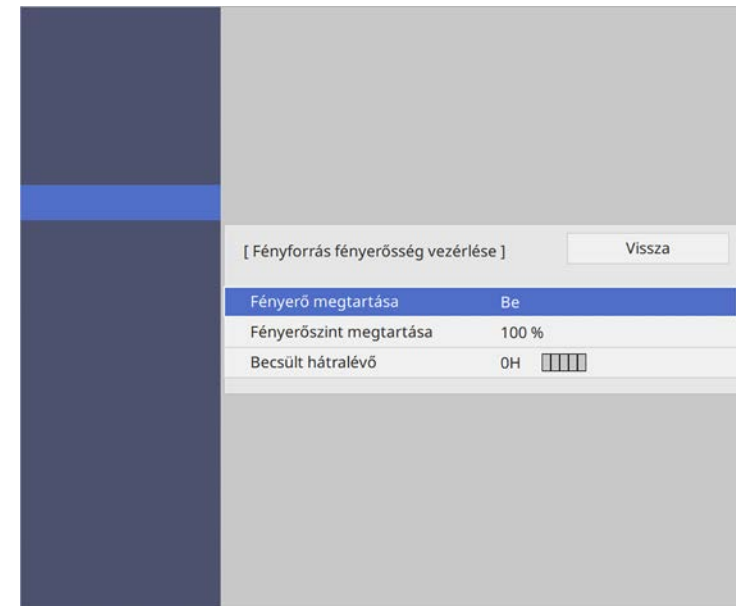 [ Fényforrás fényerősség vezérlése ] Vissza
Fényerő megtartása Be
Fényerőszint megtartása 100 %
Becsült hátralévő 0H